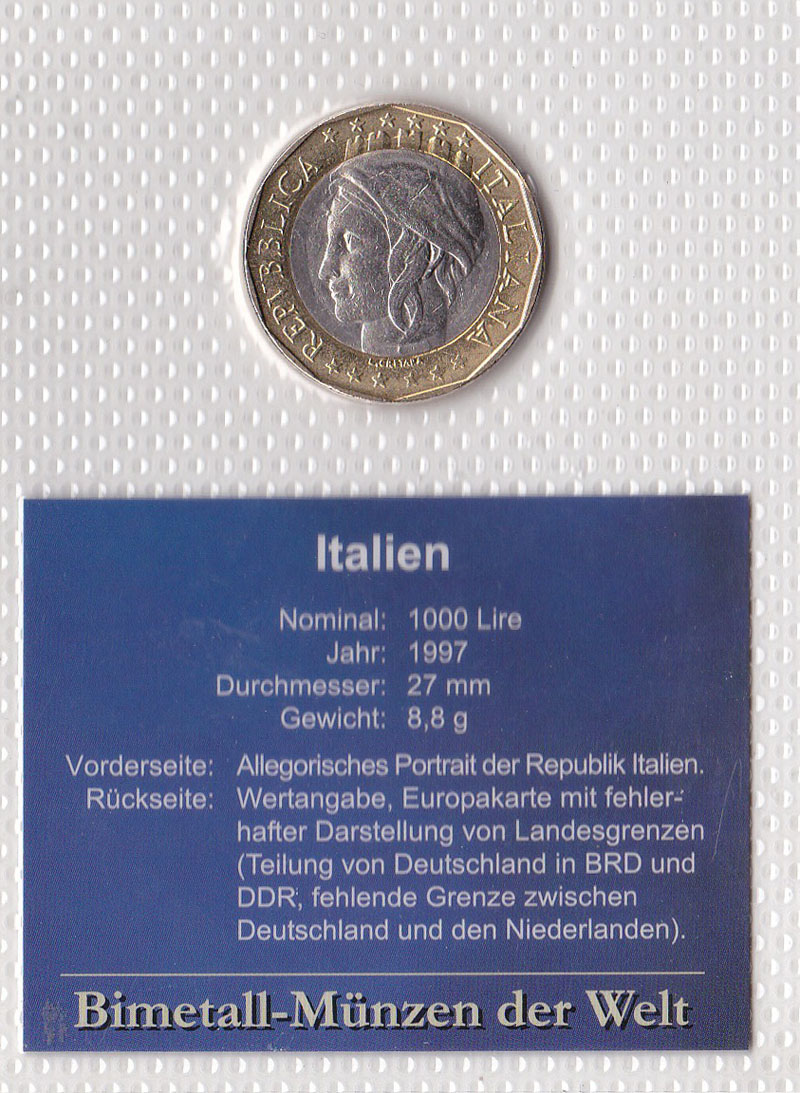 REPVBBLICA ITALIANA
L.CRETARA
Italien
Nominal: 1000 Lire
Jahr: 1997
Durchmesser: 27 mm
Gewicht: 8,8 g
Vorderseite: Allegorisches Portrait der Republik Italien.
Rückseite: Wertangabe, Europakarte mit fehler-
hafter Darstellung von Landesgrenzen
(Teilung von Deutschland in BRD und
DDR, fehlende Grenze zwischen
Deutschland und den Niederlanden).
Bimetall-Münzen der Welt